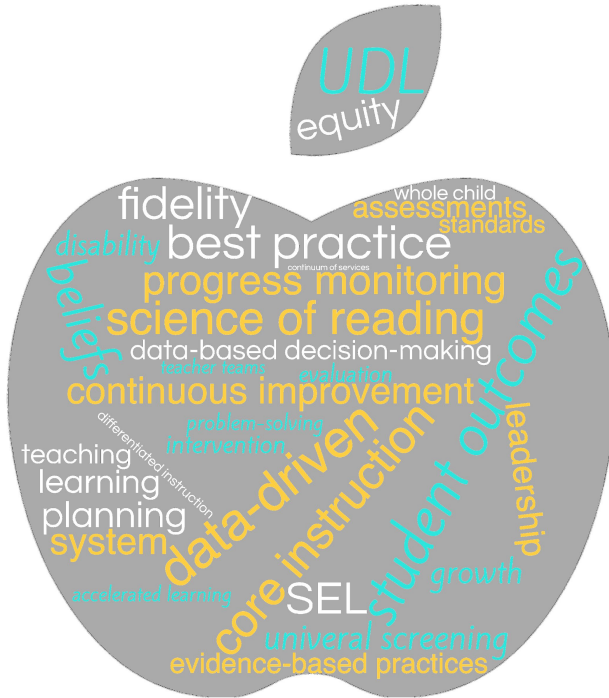 UDL
equity
fidelity
whole child
assessments
standards
disability
best practice
continuum of services
beliefs
progress monitoring
science of reading
student outcomes
data-based decision-making
teacher teams
evaluation
continuous improvement
differentiated instruction
problem-solving
intervention
data-driven
core instruction
leadership
teaching
learning
planning
system
growth
accelerated learning
SEL
univeral screening
evidence-based practices